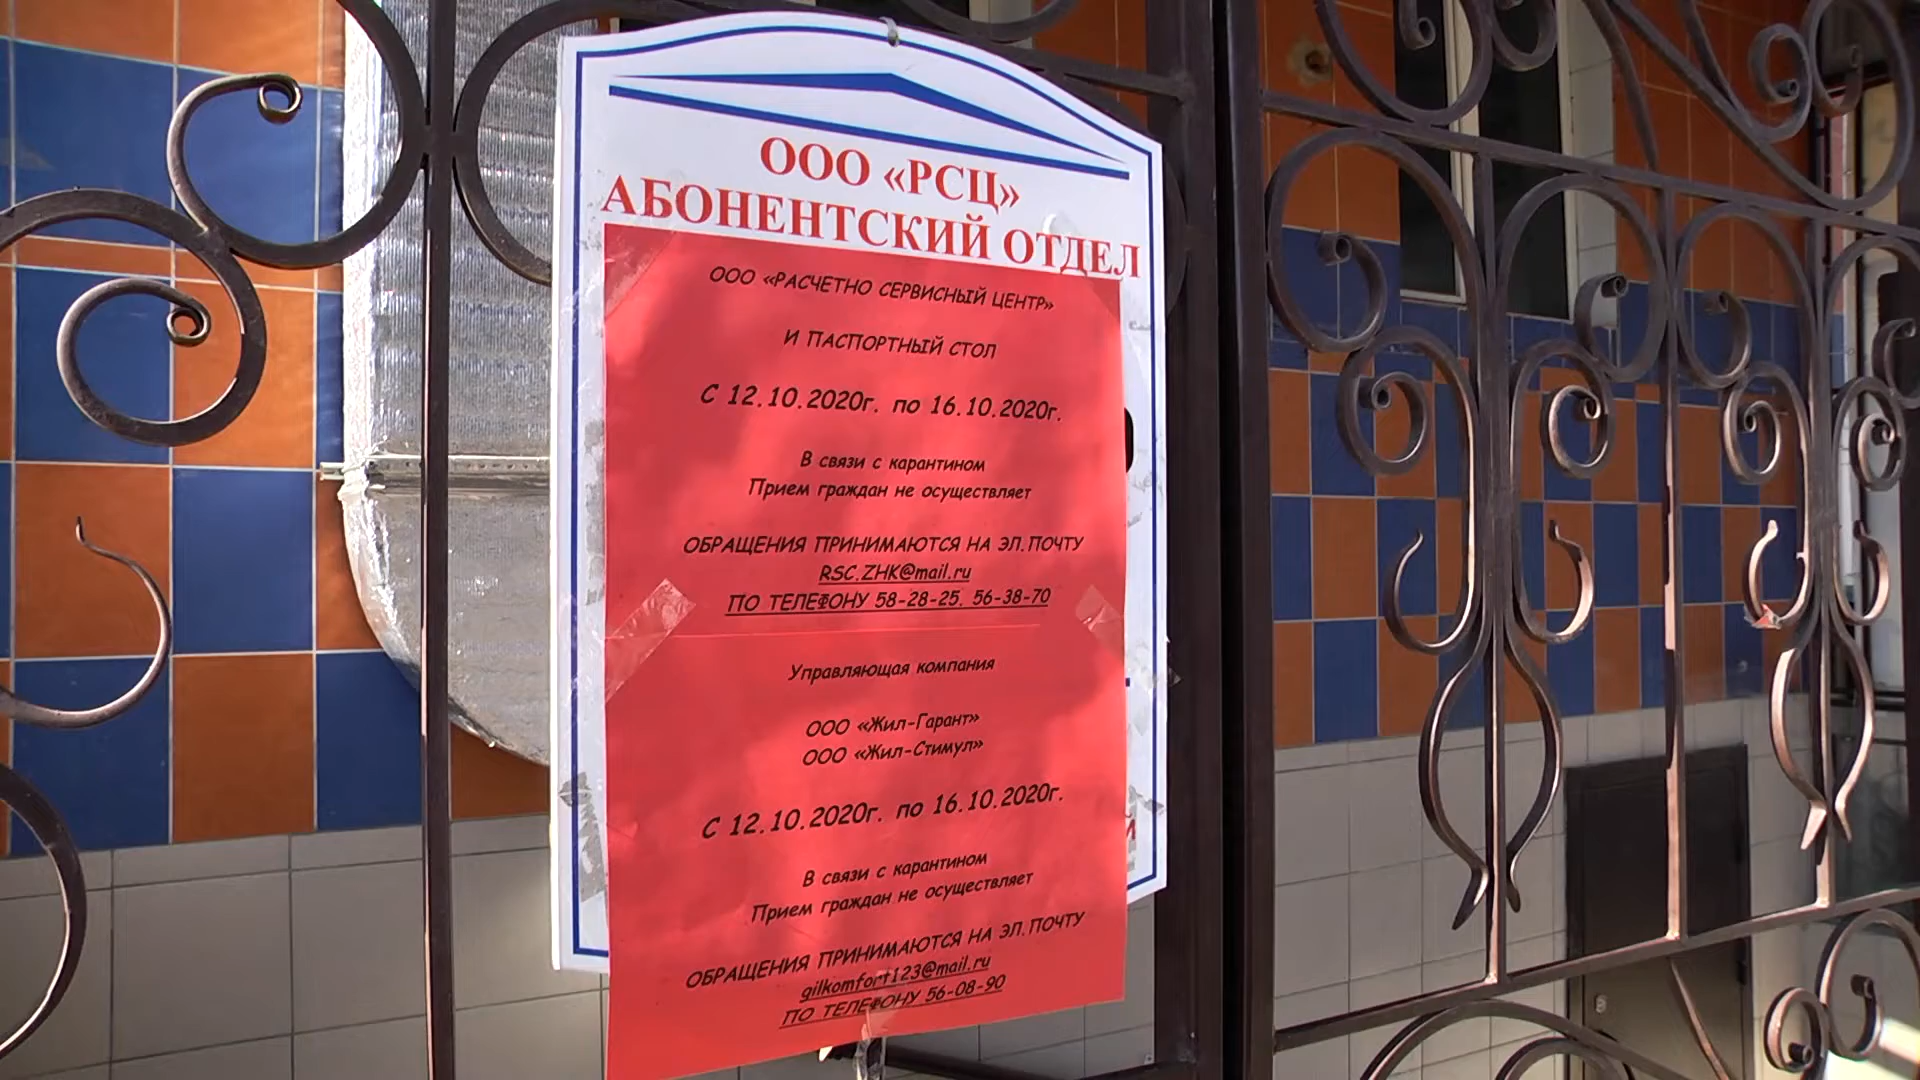 ООО «РСЦ»
АБОНЕНТСКИЙ ОТДЕЛ
ООО «РАСЧЕТНО СЕРВИСНЫЙ ЦЕНТР»
И ПАСПОРТНЫЙ СТОЛ
С 12.10.2020г. по 16.10.2020г.
В связи с карантином
Прием граждан не осуществляет
ОБРАЩЕНИЯ ПРИНИМАЮТСЯ НА ЭЛ.ПОЧТУ
RSC.ZHK@mail.ru
ПО ТЕЛЕФОНУ 58-28-25. 56-38-70
Управляющая компания
ООО «Жил-Гарант»
ООО «Жил-Стимул»
С 12.10.2020г. по 16.10.2020г.
В связи с карантином
Прием граждан не осуществляет
ОБРАЩЕНИЯ ПРИНИМАЮТСЯ НА ЭЛ.ПОЧТУ
gilkomfort123@mail.ru
ПО ТЕЛЕФОНУ 56-08-90